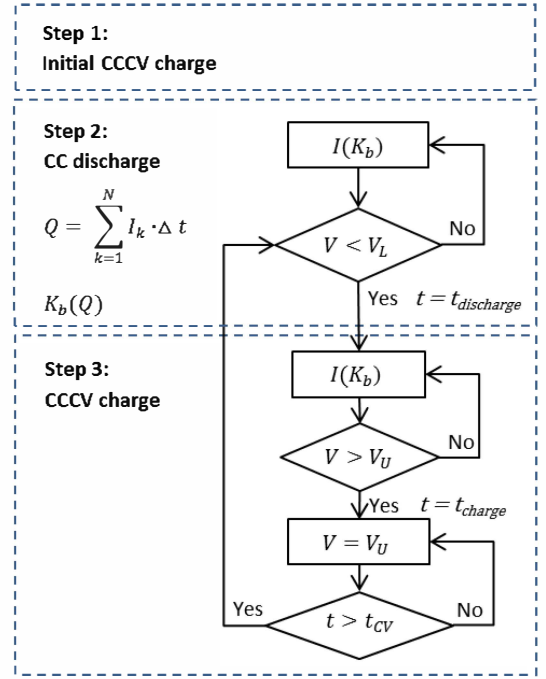 Step 1:
Initial CCCV charge
Step 2:
CC discharge
Q = ∑_{k=1}^{N} I_k · Δ t
K_b(Q)
I(K_b)
V < V_L
No
Yes t = t_discharge
Step 3:
CCCV charge
I(K_b)
V > V_U
No
Yes t = t_charge
V = V_U
t > t_CV
Yes
No